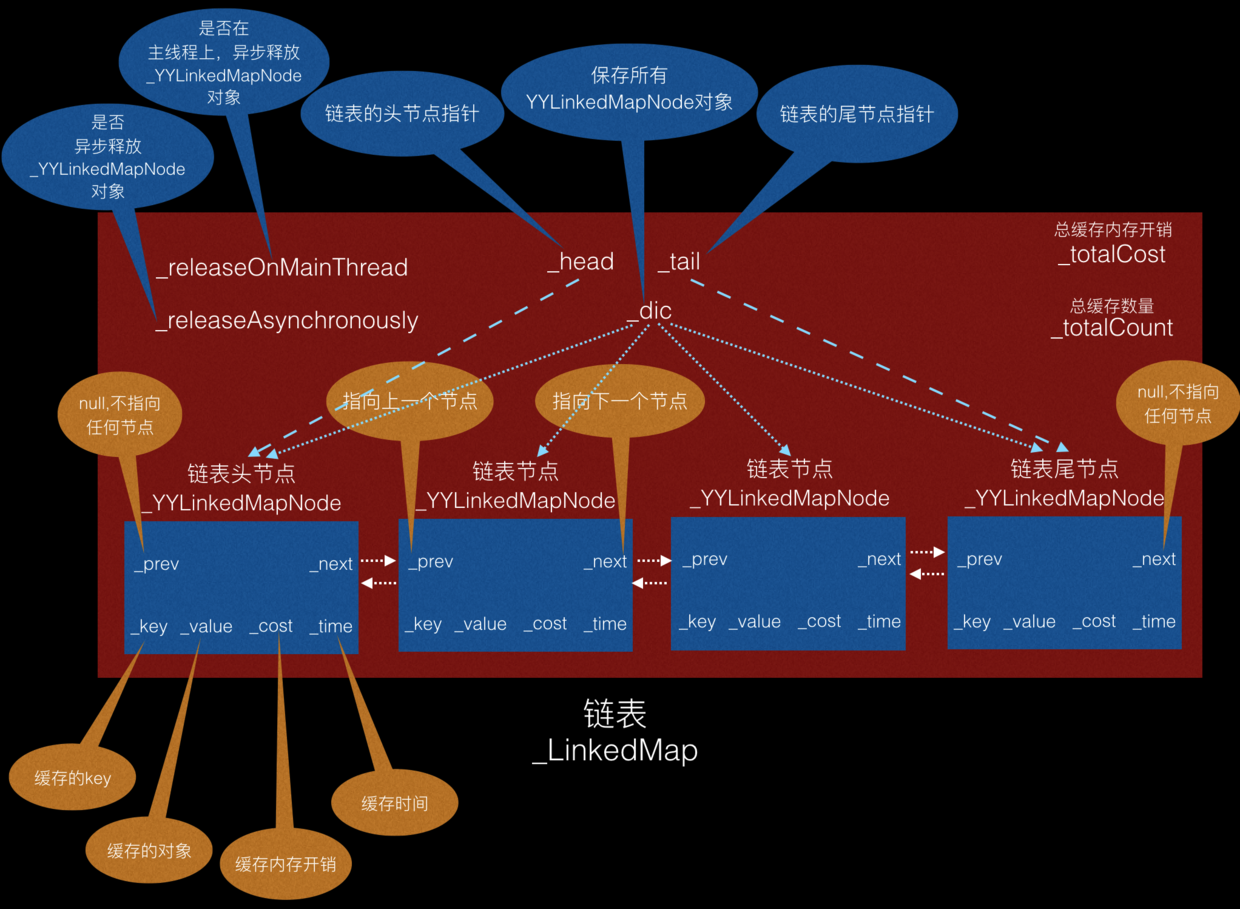 是否在
主线程上，异步释放
_YYLinkedMapNode
对象
是否
异步释放
_YYLinkedMapNode
对象
链表的头节点指针
保存所有
YYLinkedMapNode对象
链表的尾节点指针
_releaseOnMainThread
_head
_tail
总缓存内存开销
_totalCost
_releaseAsynchronously
_dic
总缓存数量
_totalCount
null,不指向
任何节点
指向上一个节点
指向下一个节点
null,不指向
任何节点
链表头节点
_YYLinkedMapNode
链表节点
_YYLinkedMapNode
链表节点
_YYLinkedMapNode
链表尾节点
_YYLinkedMapNode
_prev _next
_key _value _cost _time
_prev _next
_key _value _cost _time
_prev _next
_key _value _cost _time
_prev _next
_key _value _cost _time
链表
_LinkedMap
缓存的key
缓存的对象
缓存内存开销
缓存时间